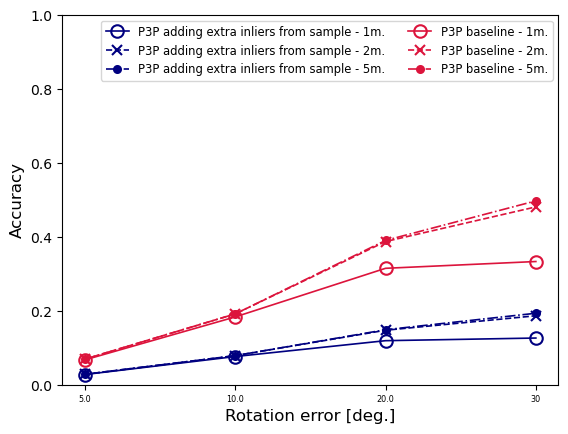 P3P adding extra inliers from sample - 1m.
P3P adding extra inliers from sample - 2m.
P3P adding extra inliers from sample - 5m.
P3P baseline - 1m.
P3P baseline - 2m.
P3P baseline - 5m.
1.0
0.8
0.6
0.4
0.2
0.0
Accuracy
5.0 10.0 20.0 30
Rotation error [deg.]